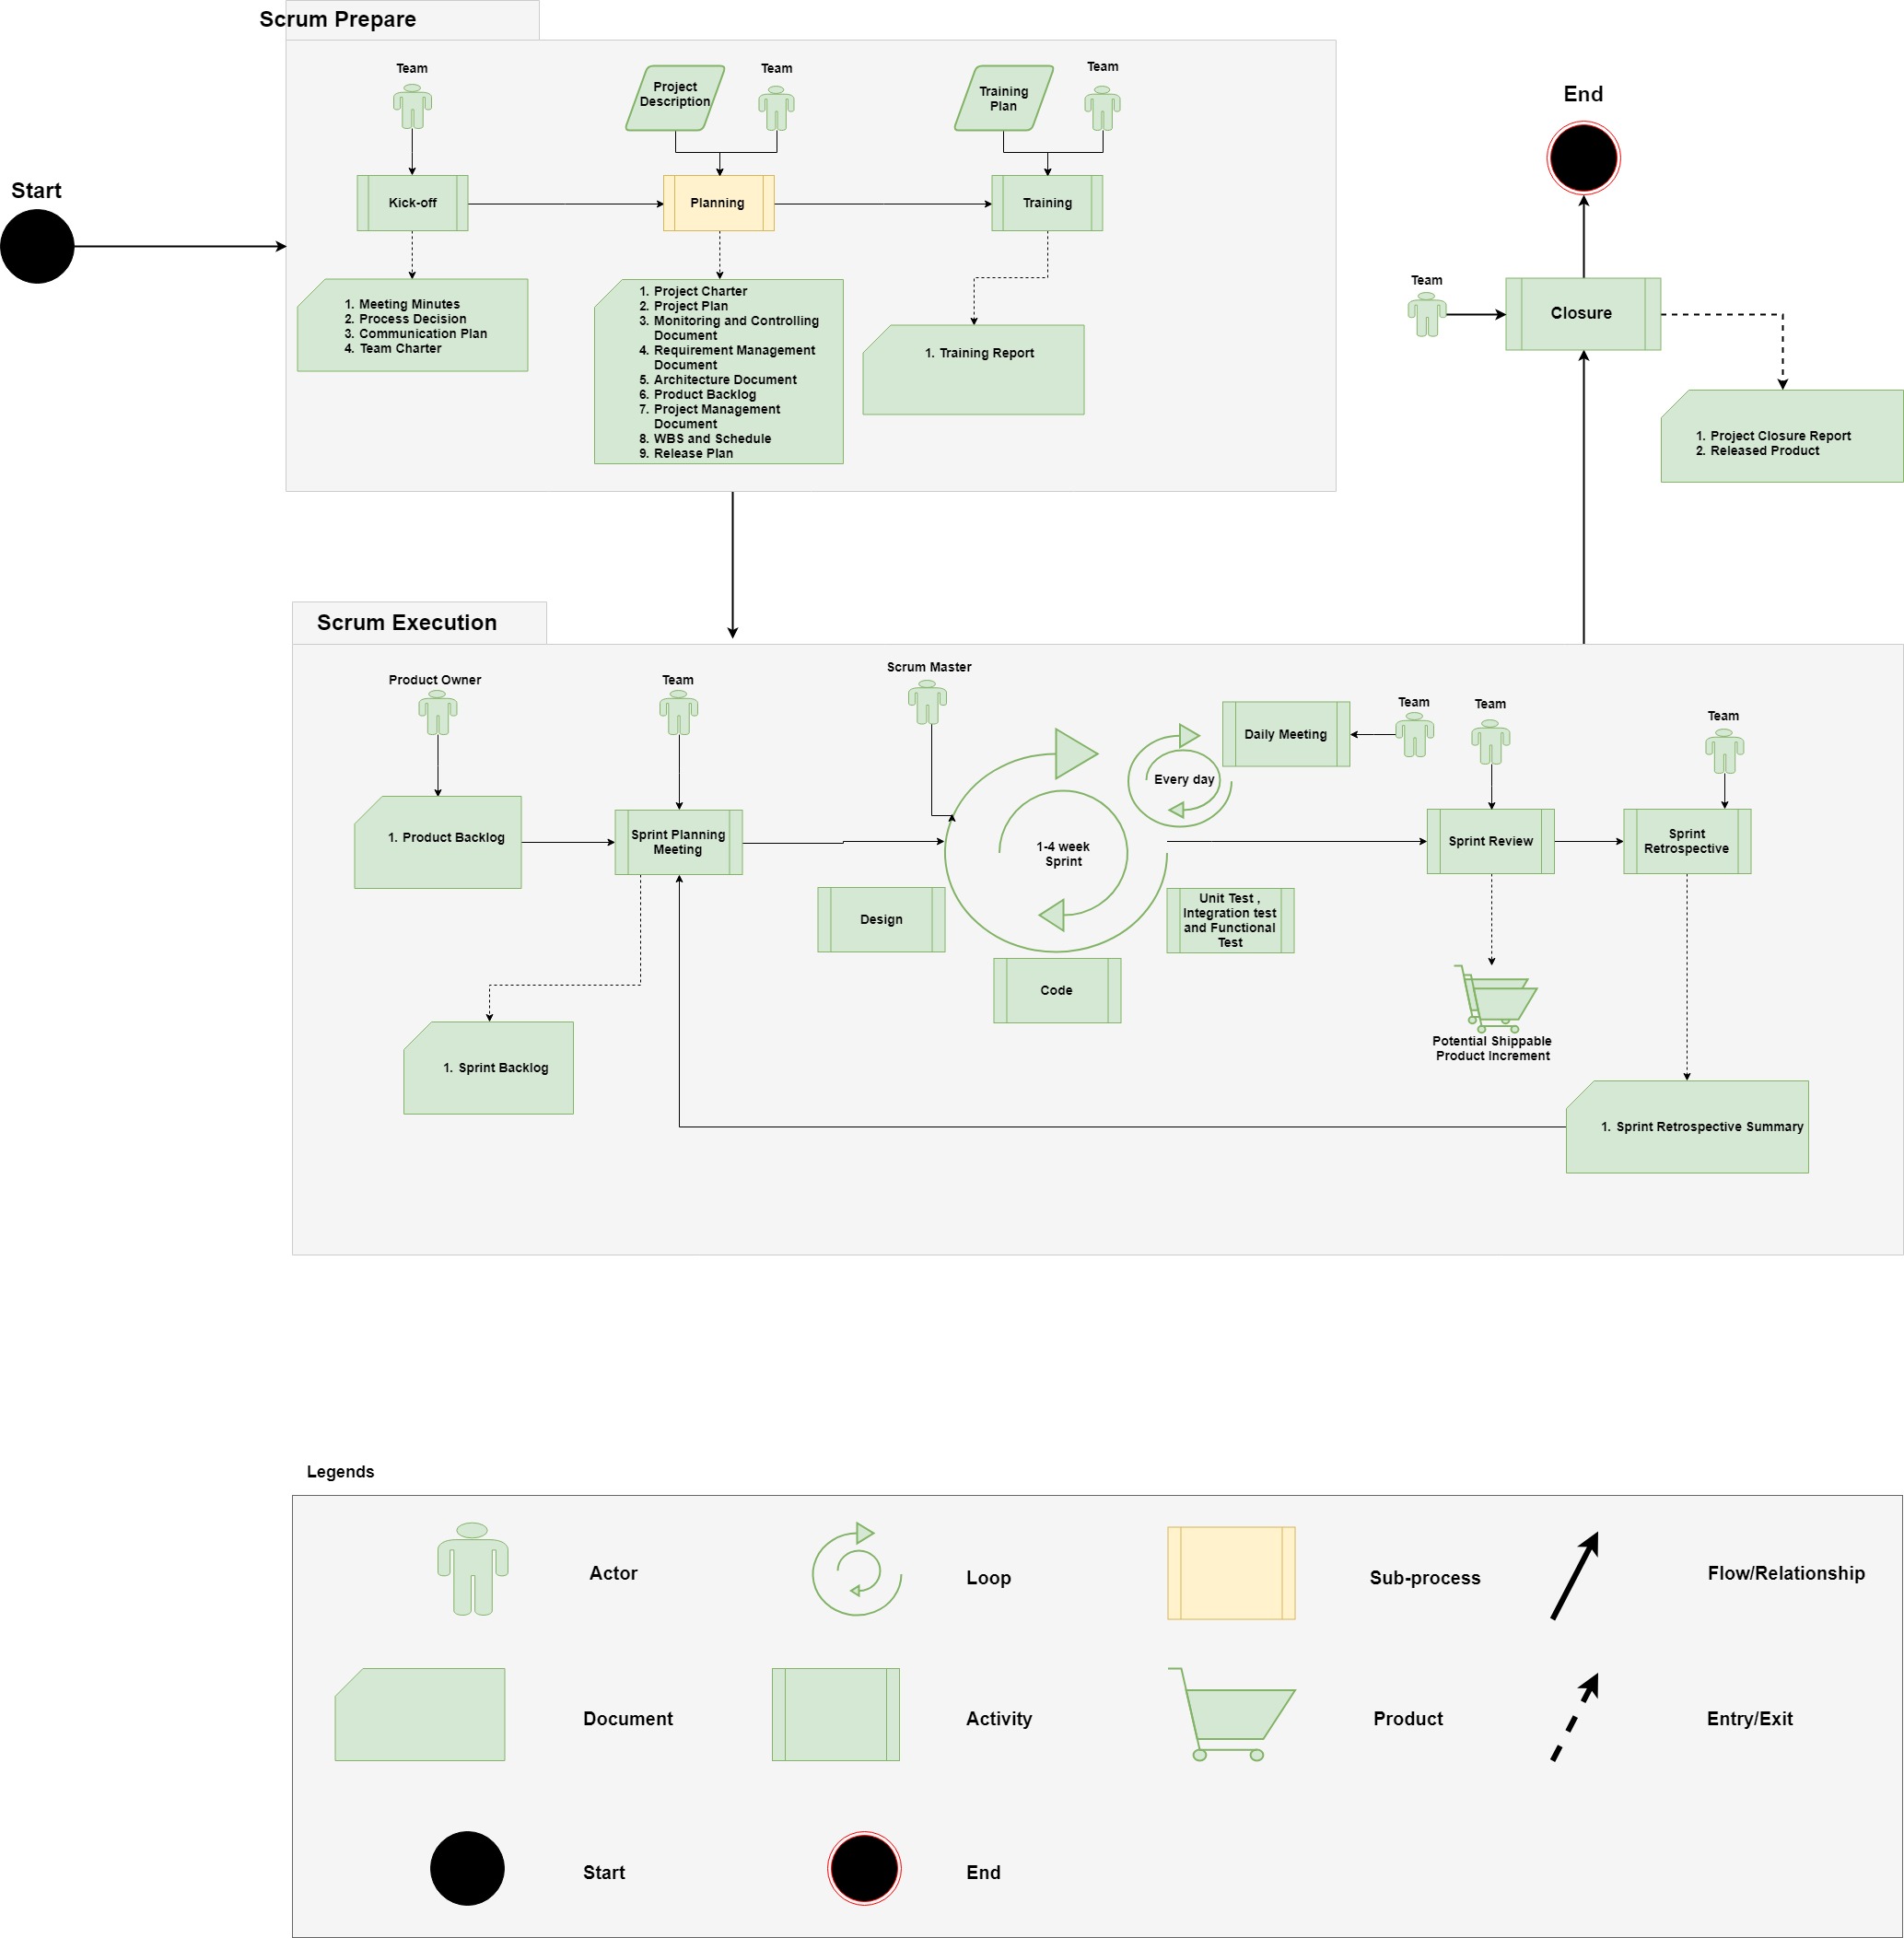 Scrum Prepare
Team
Project
Description
Team
Training
Plan
Team
End
Start
Kick-off
Planning
Training
Team
Closure
1. Meeting Minutes
2. Process Decision
3. Communication Plan
4. Team Charter
1. Project Charter
2. Project Plan
3. Monitoring and Controlling
Document
4. Requirement Management
Document
5. Architecture Document
6. Product Backlog
7. Project Management
Document
8. WBS and Schedule
9. Release Plan
1. Training Report
1. Project Closure Report
2. Released Product
Scrum Execution
Product Owner
Team
Scrum Master
Daily Meeting
Team
Team
Team
Every day
1. Product Backlog
Sprint Planning
Meeting
1-4 week
Sprint
Sprint Review
Sprint
Retrospective
Design
Unit Test ,
Integration test
and Functional
Test
Code
Potential Shippable
Product Increment
1. Sprint Backlog
1. Sprint Retrospective Summary
Legends
Actor
Loop
Sub-process
Flow/Relationship
Document
Activity
Product
Entry/Exit
Start
End